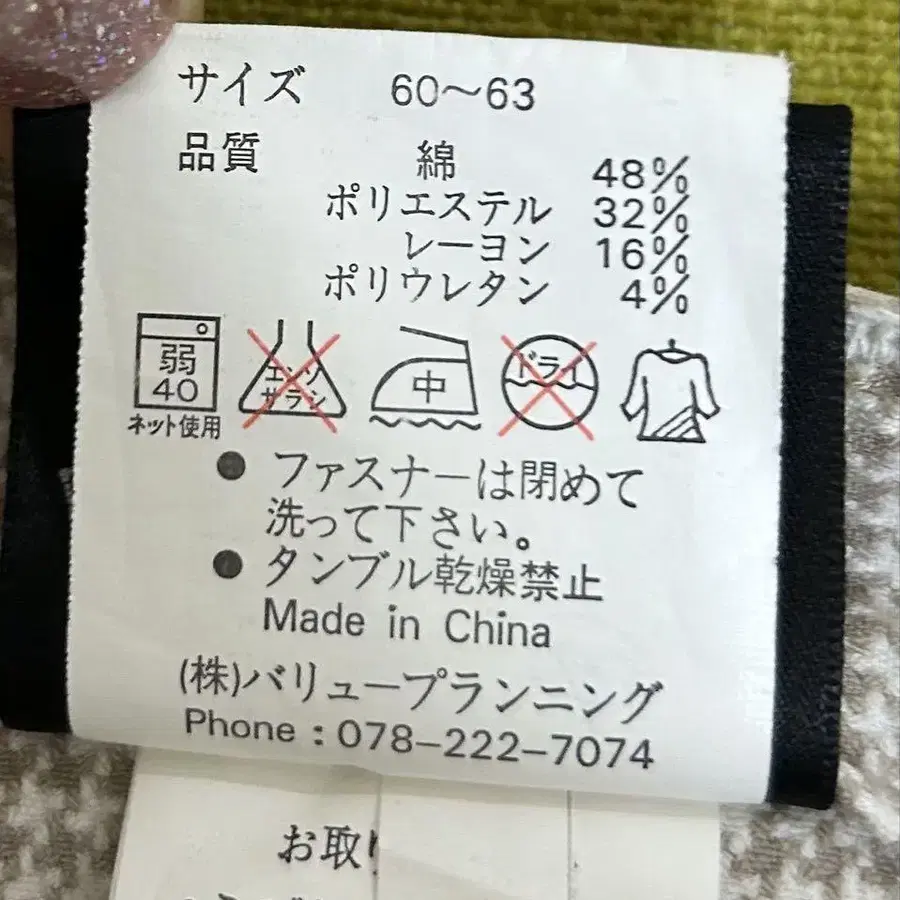 サイズ 60～63
品質 綿 48%
ポリエステル 32%
レーヨン 16%
ポリウレタン 4%
弱
40
ネット使用
エンソ
サラシ
中
ドライ
●ファスナーは閉めて
洗って下さい。
●タンブル乾燥禁止
Made in China
(株)バリュープランニング
Phone：078-222-7074
お取